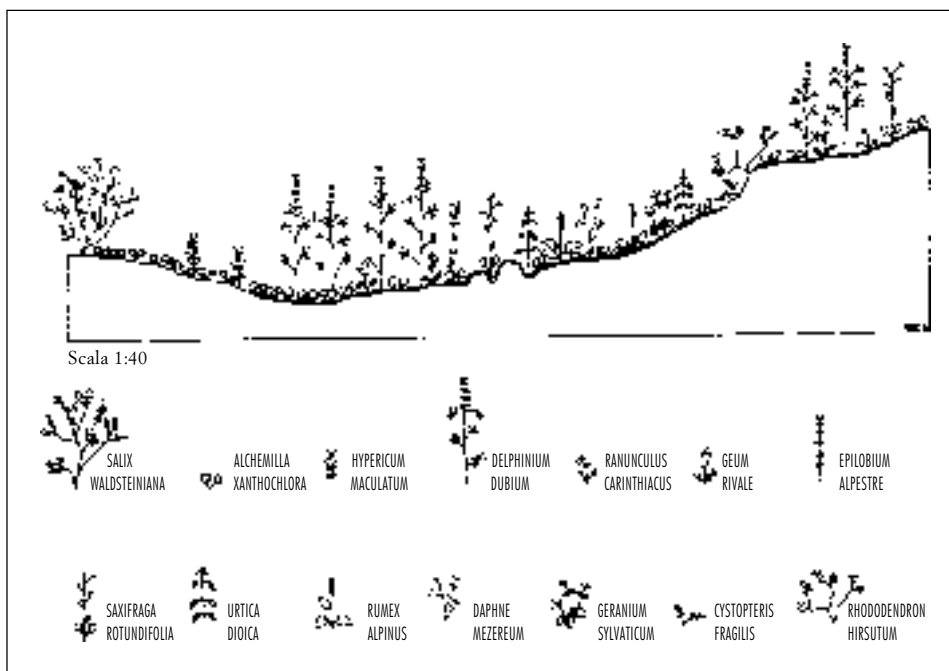 Scala 1:40
SALIX
WALDSTEINIANA
ALCHEMILLA
XANTHOCHLORA
HYPERICUM
MACULATUM
DELPHINIUM
DUBIUM
RANUNCULUS
CARINTHIACUS
GEUM
RIVALE
EPILOBIUM
ALPESTRE
SAXIFRAGA
ROTUNDIFOLIA
URTICA
DIOICA
RUMEX
ALPINUS
DAPHNE
MEZEREUM
GERANIUM
SYLVATICUM
CYSTOPTERIS
FRAGILIS
RHODODENDRON
HIRSUTUM